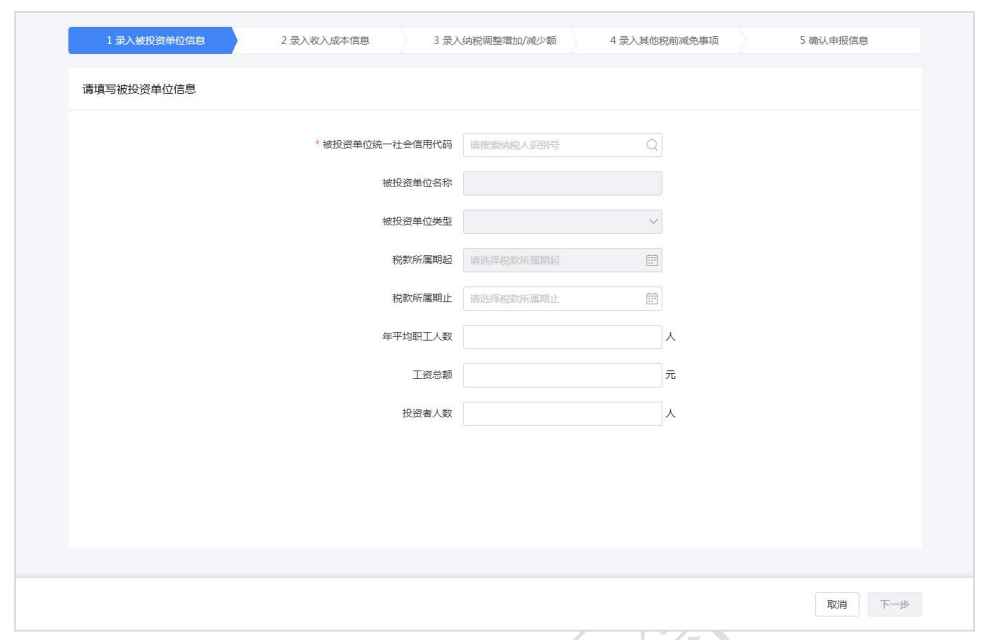 1 录入被投资单位信息 2 录入收入成本信息 3 录入纳税调整增加/减少额 4 录入其他税前减免事项 5 确认申报信息
请填写被投资单位信息
* 被投资单位统一社会信用代码 请搜索纳税人识别号
被投资单位名称
被投资单位类型
税款所属期起 请选择税款所属期起
税款所属期止 请选择税款所属期止
年平均职工人数 人
工资总额 元
投资者人数 人
取消 下一步